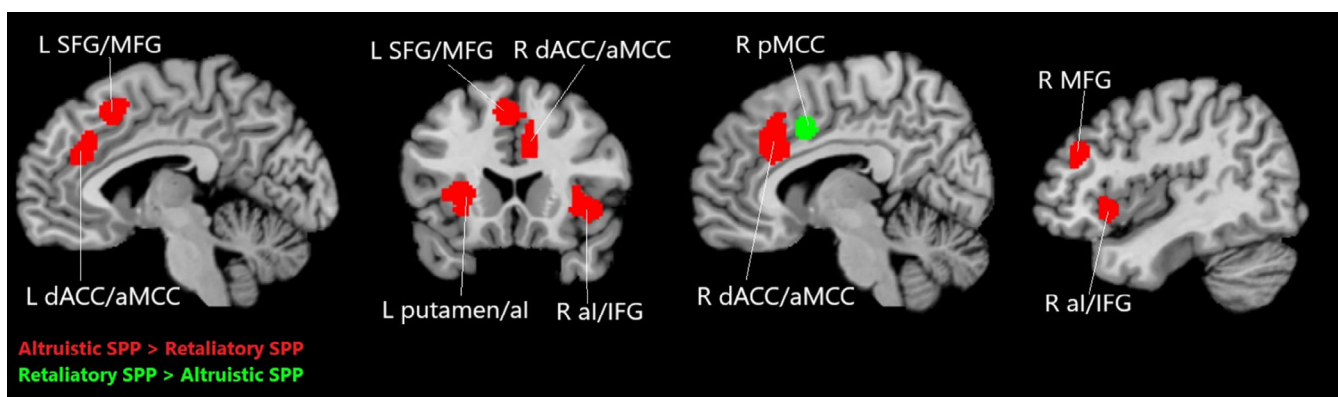 L SFG/MFG
L dACC/aMCC
L SFG/MFG
R dACC/aMCC
L putamen/aI
R aI/IFG
R pMCC
R dACC/aMCC
R MFG
R aI/IFG
Altruistic SPP > Retaliatory SPP
Retaliatory SPP > Altruistic SPP